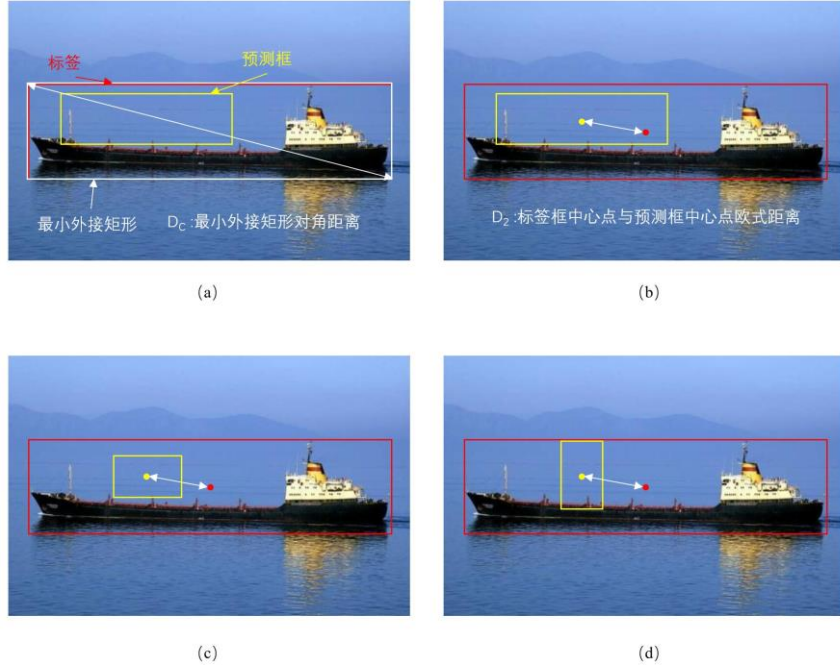 标签
预测框
最小外接矩形
D_C :最小外接矩形对角距离
D_2 :标签框中心点与预测框中心点欧式距离
(a)
(b)
(c)
(d)